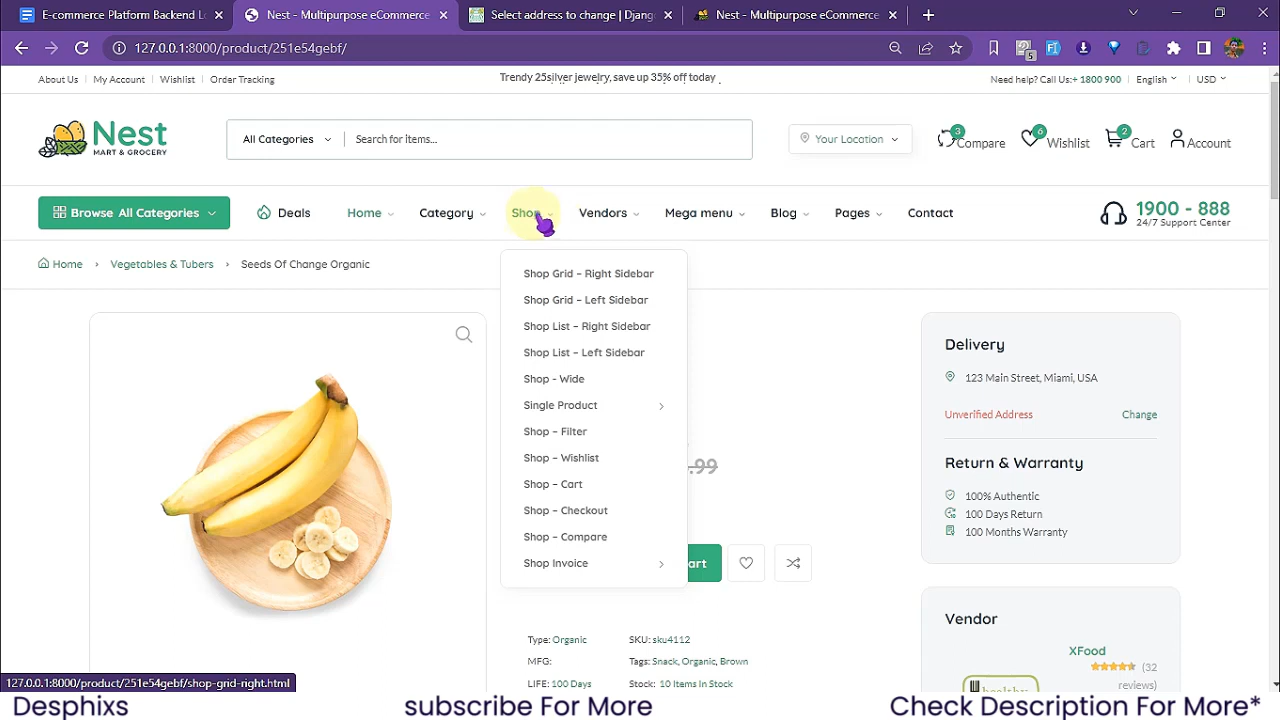 E-commerce Platform Backend Lo
Nest - Multipurpose eCommerce
Select address to change | Djang
Nest - Multipurpose eCommerce
127.0.0.1:8000/product/251e54gebf/
5
About Us
My Account
Wishlist
Order Tracking
Trendy 25silver jewelry, save up 35% off today
Need help? Call Us:+ 1800 900
English
USD
Nest
MART & GROCERY
All Categories
Search for items...
Your Location
3
Compare
6
Wishlist
2
Cart
Account
Browse All Categories
Deals
Home
Category
Shop
Vendors
Mega menu
Blog
Pages
Contact
1900 - 888
24/7 Support Center
Home › Vegetables & Tubers › Seeds Of Change Organic
Shop Grid – Right Sidebar
Shop Grid – Left Sidebar
Shop List – Right Sidebar
Shop List – Left Sidebar
Shop - Wide
Single Product
Shop – Filter
Shop – Wishlist
Shop – Cart
Shop – Checkout
Shop – Compare
Shop Invoice
.99
art
Type: Organic
MFG:
LIFE: 100 Days
SKU: sku4112
Tags: Snack, Organic, Brown
Stock: 10 Items In Stock
Delivery
123 Main Street, Miami, USA
Unverified Address
Change
Return & Warranty
100% Authentic
100 Days Return
100 Months Warranty
Vendor
XFood
(32
reviews)
127.0.0.1:8000/product/251e54gebf/shop-grid-right.html
Desphixs
subscribe For More
Check Description For More*